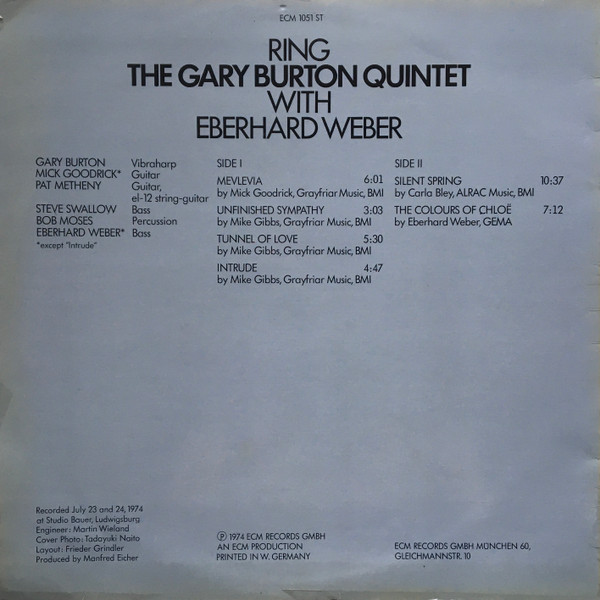 ECM 1051 ST
RING
THE GARY BURTON QUINTET
WITH
EBERHARD WEBER
GARY BURTON Vibraharp
MICK GOODRICK* Guitar
PAT METHENY Guitar,
el-12 string-guitar
STEVE SWALLOW Bass
BOB MOSES Percussion
EBERHARD WEBER* Bass
*except "Intrude"
SIDE I
MEVLEVIA 6:01
by Mick Goodrick, Grayfriar Music, BMI
UNFINISHED SYMPATHY 3:03
by Mike Gibbs, Grayfriar Music, BMI
TUNNEL OF LOVE 5:30
by Mike Gibbs, Grayfriar Music, BMI
INTRUDE 4:47
by Mike Gibbs, Grayfriar Music, BMI
SIDE II
SILENT SPRING 10:37
by Carla Bley, ALRAC Music, BMI
THE COLOURS OF CHLOË 7:12
by Eberhard Weber, GEMA
Recorded July 23 and 24, 1974
at Studio Bauer, Ludwigsburg
Engineer: Martin Wieland
Cover Photo: Tadayuki Naito
Layout: Frieder Grindler
Produced by Manfred Eicher
Ⓟ 1974 ECM RECORDS GMBH
AN ECM PRODUCTION
PRINTED IN W. GERMANY
ECM RECORDS GMBH MÜNCHEN 60,
GLEICHMANNSTR. 10